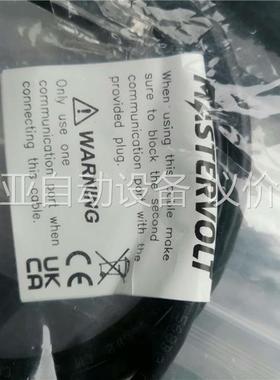 MASTERVOLT
When using this cable make
sure to block the second
communication port with the
provided plug.
WARNING
Only use one
communication port when
connecting this cable.
CE
UK
CA
亚自动设备 议价